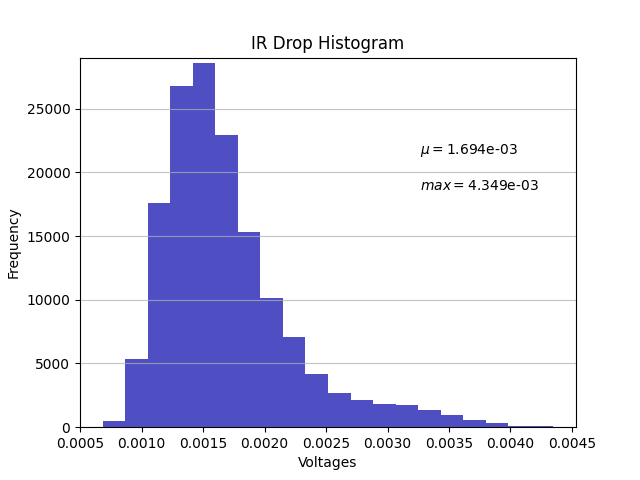 IR Drop Histogram
25000
20000
15000
10000
5000
0
Frequency
μ = 1.694e-03
max = 4.349e-03
0.0005 0.0010 0.0015 0.0020 0.0025 0.0030 0.0035 0.0040 0.0045
Voltages